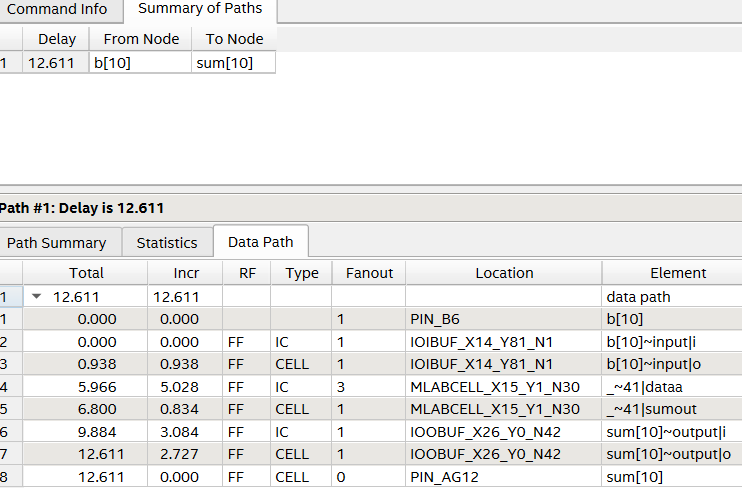 Command Info Summary of Paths
Delay From Node To Node
1 12.611 b[10] sum[10]
Path #1: Delay is 12.611
Path Summary Statistics Data Path
Total Incr RF Type Fanout Location Element
1 12.611 12.611 data path
1 0.000 0.000 1 PIN_B6 b[10]
2 0.000 0.000 FF IC 1 IOIBUF_X14_Y81_N1 b[10]~input|i
3 0.938 0.938 FF CELL 1 IOIBUF_X14_Y81_N1 b[10]~input|o
4 5.966 5.028 FF IC 3 MLABCELL_X15_Y1_N30 _~41|dataa
5 6.800 0.834 FF CELL 1 MLABCELL_X15_Y1_N30 _~41|sumout
6 9.884 3.084 FF IC 1 IOOBUF_X26_Y0_N42 sum[10]~output|i
7 12.611 2.727 FF CELL 1 IOOBUF_X26_Y0_N42 sum[10]~output|o
8 12.611 0.000 FF CELL 0 PIN_AG12 sum[10]